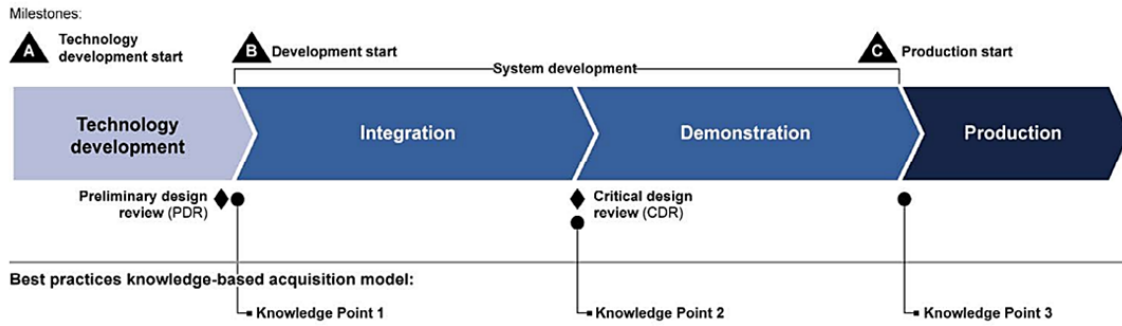 Milestones:
A
Technology
development start
B
Development start
System development
C
Production start
Technology
development
Integration
Demonstration
Production
Preliminary design
review (PDR)
Critical design
review (CDR)
Best practices knowledge-based acquisition model:
Knowledge Point 1
Knowledge Point 2
Knowledge Point 3